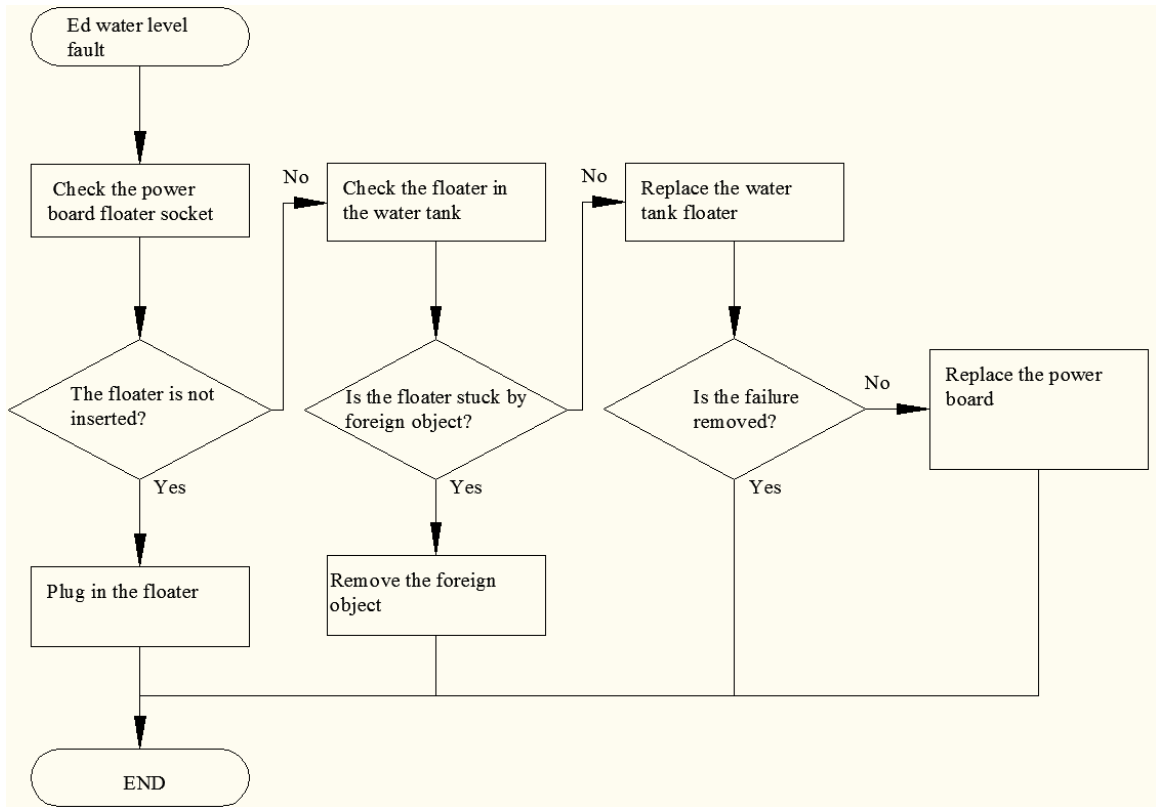 Ed water level
fault
Check the power
board floater socket
No
Check the floater in
the water tank
No
Replace the water
tank floater
The floater is not
inserted?
Is the floater stuck by
foreign object?
Is the failure
removed?
No
Replace the power
board
Yes
Yes
Yes
Plug in the floater
Remove the foreign
object
END